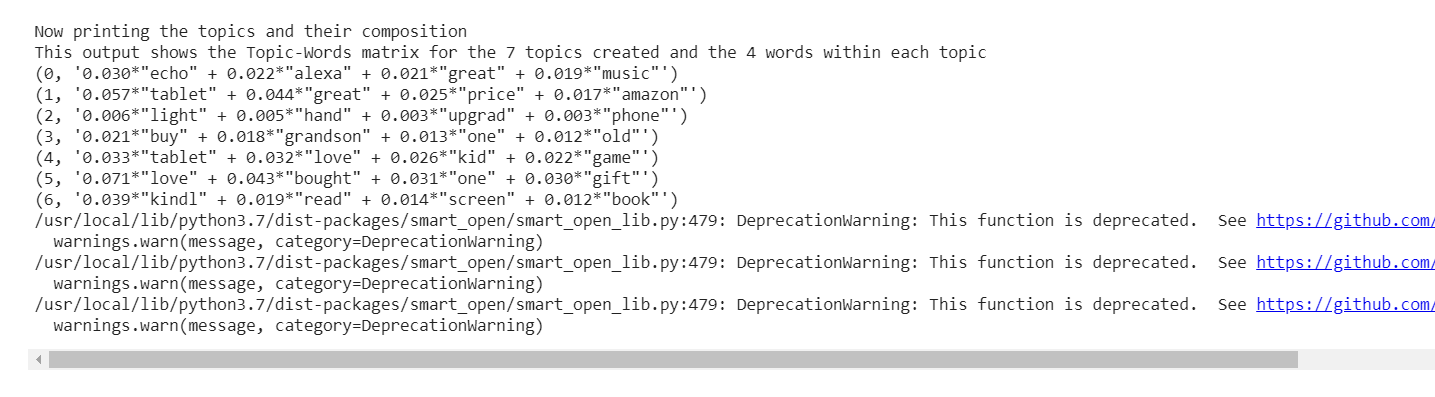 Now printing the topics and their composition
This output shows the Topic-Words matrix for the 7 topics created and the 4 words within each topic
(0, '0.030*"echo" + 0.022*"alexa" + 0.021*"great" + 0.019*"music"')
(1, '0.057*"tablet" + 0.044*"great" + 0.025*"price" + 0.017*"amazon"')
(2, '0.006*"light" + 0.005*"hand" + 0.003*"upgrad" + 0.003*"phone"')
(3, '0.021*"buy" + 0.018*"grandson" + 0.013*"one" + 0.012*"old"')
(4, '0.033*"tablet" + 0.032*"love" + 0.026*"kid" + 0.022*"game"')
(5, '0.071*"love" + 0.043*"bought" + 0.031*"one" + 0.030*"gift"')
(6, '0.039*"kindl" + 0.019*"read" + 0.014*"screen" + 0.012*"book"')
/usr/local/lib/python3.7/dist-packages/smart_open/smart_open_lib.py:479: DeprecationWarning: This function is deprecated.  See https://github.com/
  warnings.warn(message, category=DeprecationWarning)
/usr/local/lib/python3.7/dist-packages/smart_open/smart_open_lib.py:479: DeprecationWarning: This function is deprecated.  See https://github.com/
  warnings.warn(message, category=DeprecationWarning)
/usr/local/lib/python3.7/dist-packages/smart_open/smart_open_lib.py:479: DeprecationWarning: This function is deprecated.  See https://github.com/
  warnings.warn(message, category=DeprecationWarning)